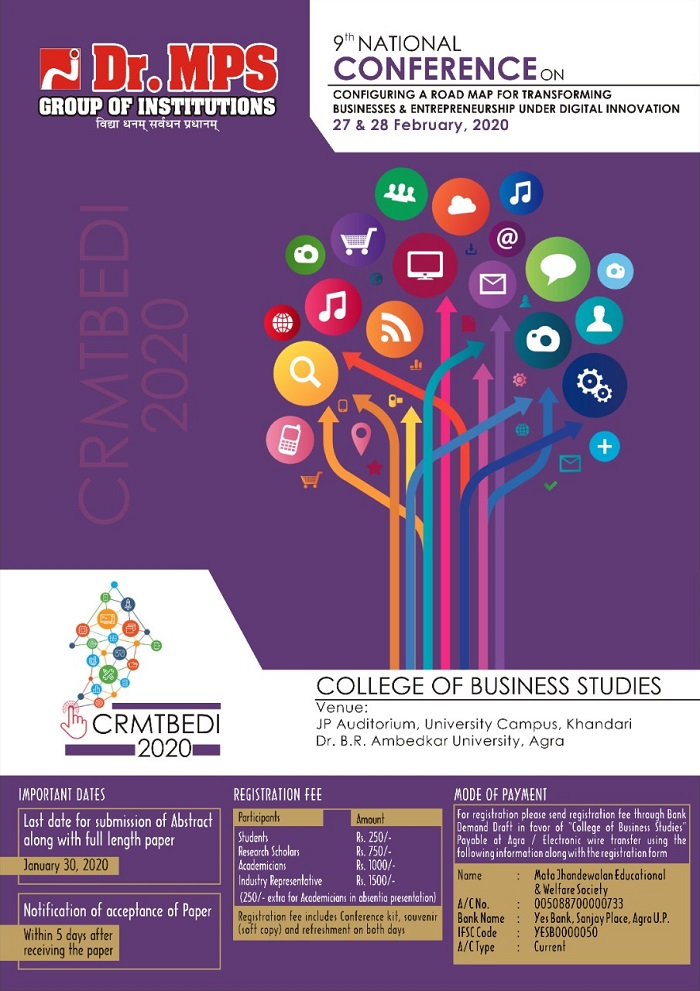 Dr. MPS
GROUP OF INSTITUTIONS
विद्या धनम् सर्वधन प्रधानम्
9th NATIONAL
CONFERENCE ON
CONFIGURING A ROAD MAP FOR TRANSFORMING
BUSINESSES & ENTREPRENEURSHIP UNDER DIGITAL INNOVATION
27 & 28 February, 2020
CRMTBEDI
2020
@
CRMTBEDI
2020
COLLEGE OF BUSINESS STUDIES
Venue:
JP Auditorium, University Campus, Khandari
Dr. B.R. Ambedkar University, Agra
IMPORTANT DATES
Last date for submission of Abstract
along with full length paper
January 30, 2020
Notification of acceptance of Paper
Within 5 days after
receiving the paper
REGISTRATION FEE
Participants Amount
Students Rs. 250/-
Research Scholars Rs. 750/-
Academicians Rs. 1000/-
Industry Representative Rs. 1500/-
(250/- extra for Academicians in absentia presentation)
Registration fee includes Conference kit, souvenir
(soft copy) and refreshment on both days
MODE OF PAYMENT
For registration please send registration fee through Bank
Demand Draft in favor of "College of Business Studies"
Payable at Agra / Electronic wire transfer using the
following information along with the registration form
Name : Mata Jhandewalan Educational
& Welfare Society
A/C No. : 005088700000733
Bank Name : Yes Bank, Sanjay Place, Agra U.P.
IFSC Code : YESB0000050
A/C Type : Current